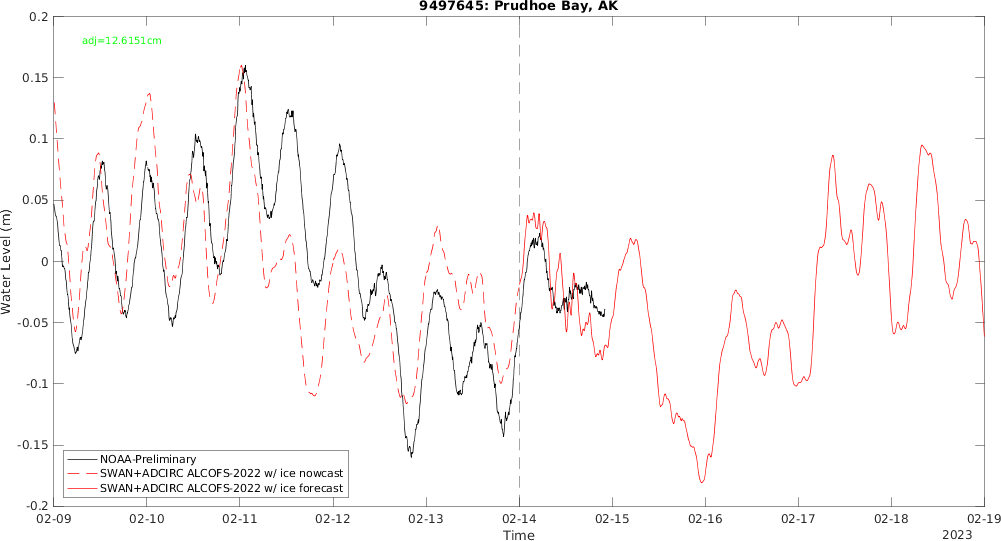 9497645: Prudhoe Bay, AK
adj=12.6151cm
0.2
0.15
0.1
0.05
0
-0.05
-0.1
-0.15
-0.2
Water Level (m)
NOAA-Preliminary
SWAN+ADCIRC ALCOFS-2022 w/ ice nowcast
SWAN+ADCIRC ALCOFS-2022 w/ ice forecast
02-09 02-10 02-11 02-12 02-13 02-14 02-15 02-16 02-17 02-18 02-19
Time
2023